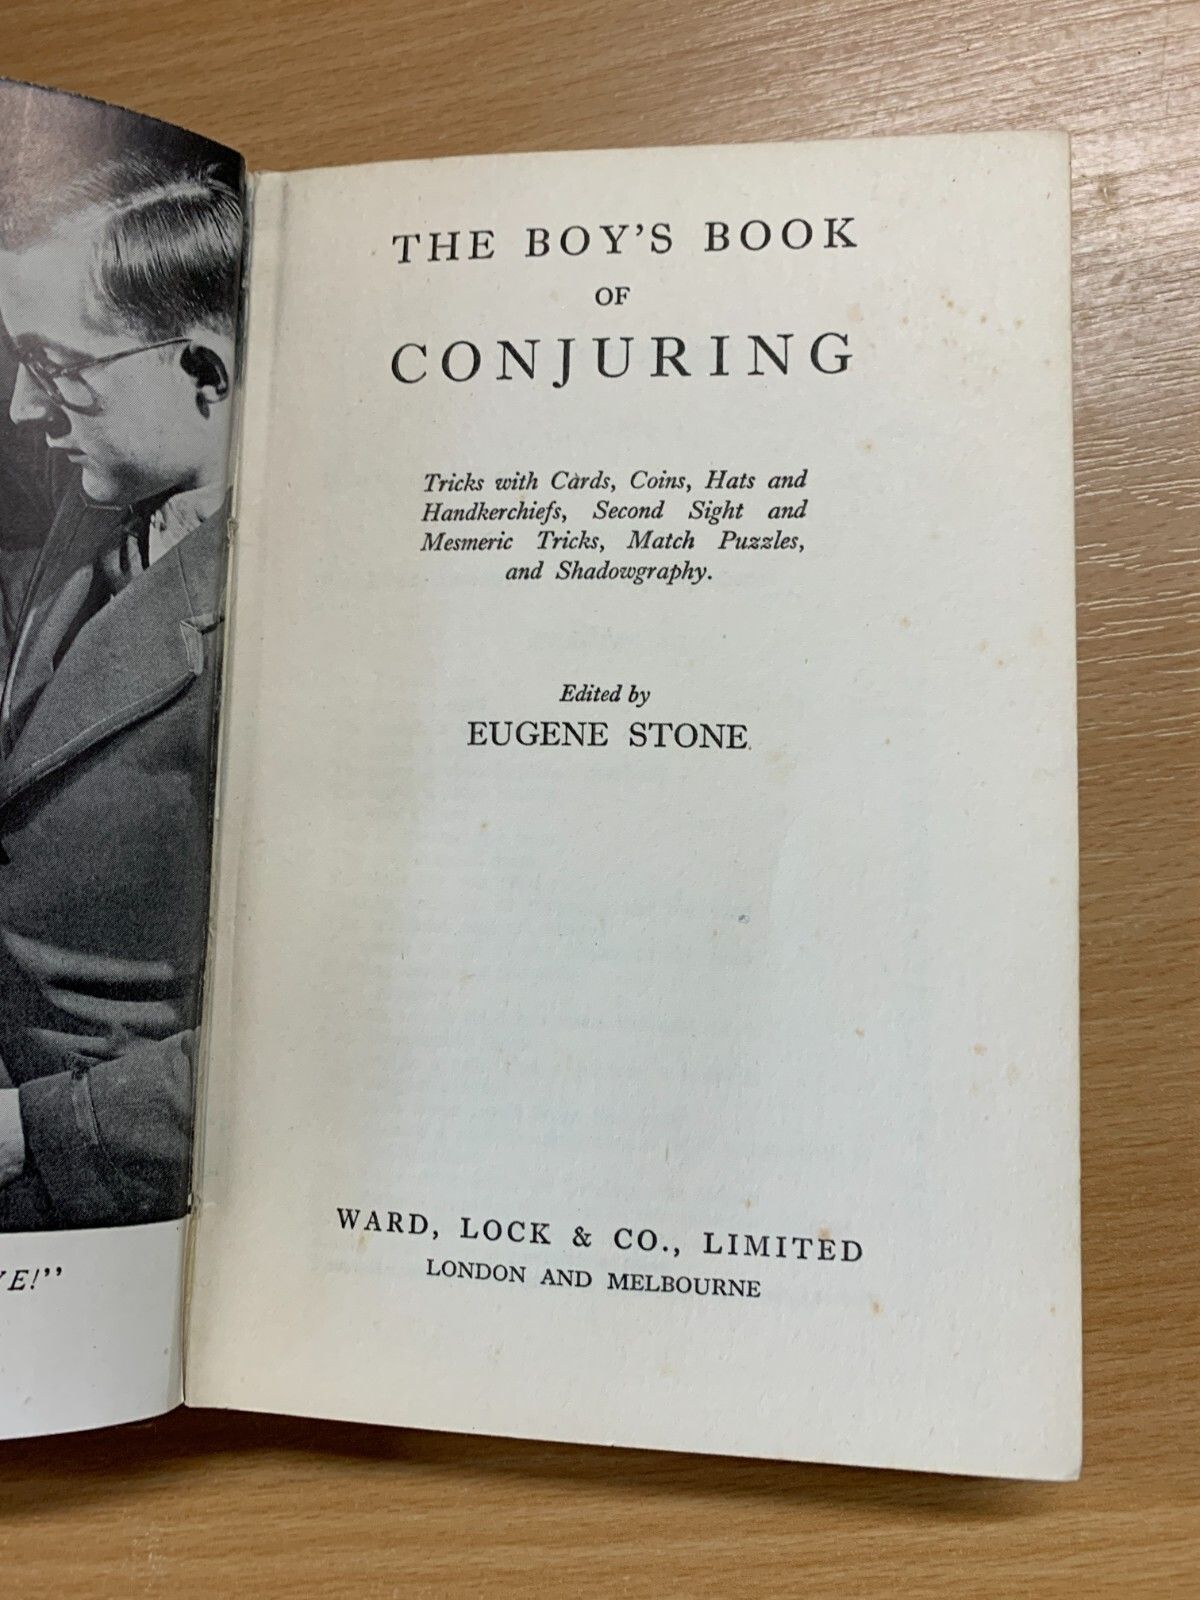 THE BOY'S BOOK
OF
CONJURING
Tricks with Cards, Coins, Hats and
Handkerchiefs, Second Sight and
Mesmeric Tricks, Match Puzzles,
and Shadowgraphy.
Edited by
EUGENE STONE
WARD, LOCK & CO., LIMITED
LONDON AND MELBOURNE